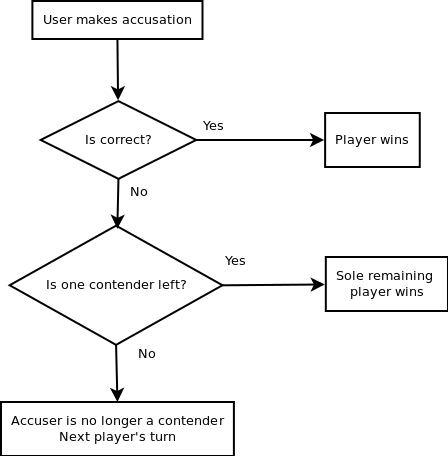 User makes accusation
Is correct?
Yes
Player wins
No
Is one contender left?
Yes
Sole remaining
player wins
No
Accuser is no longer a contender
Next player's turn